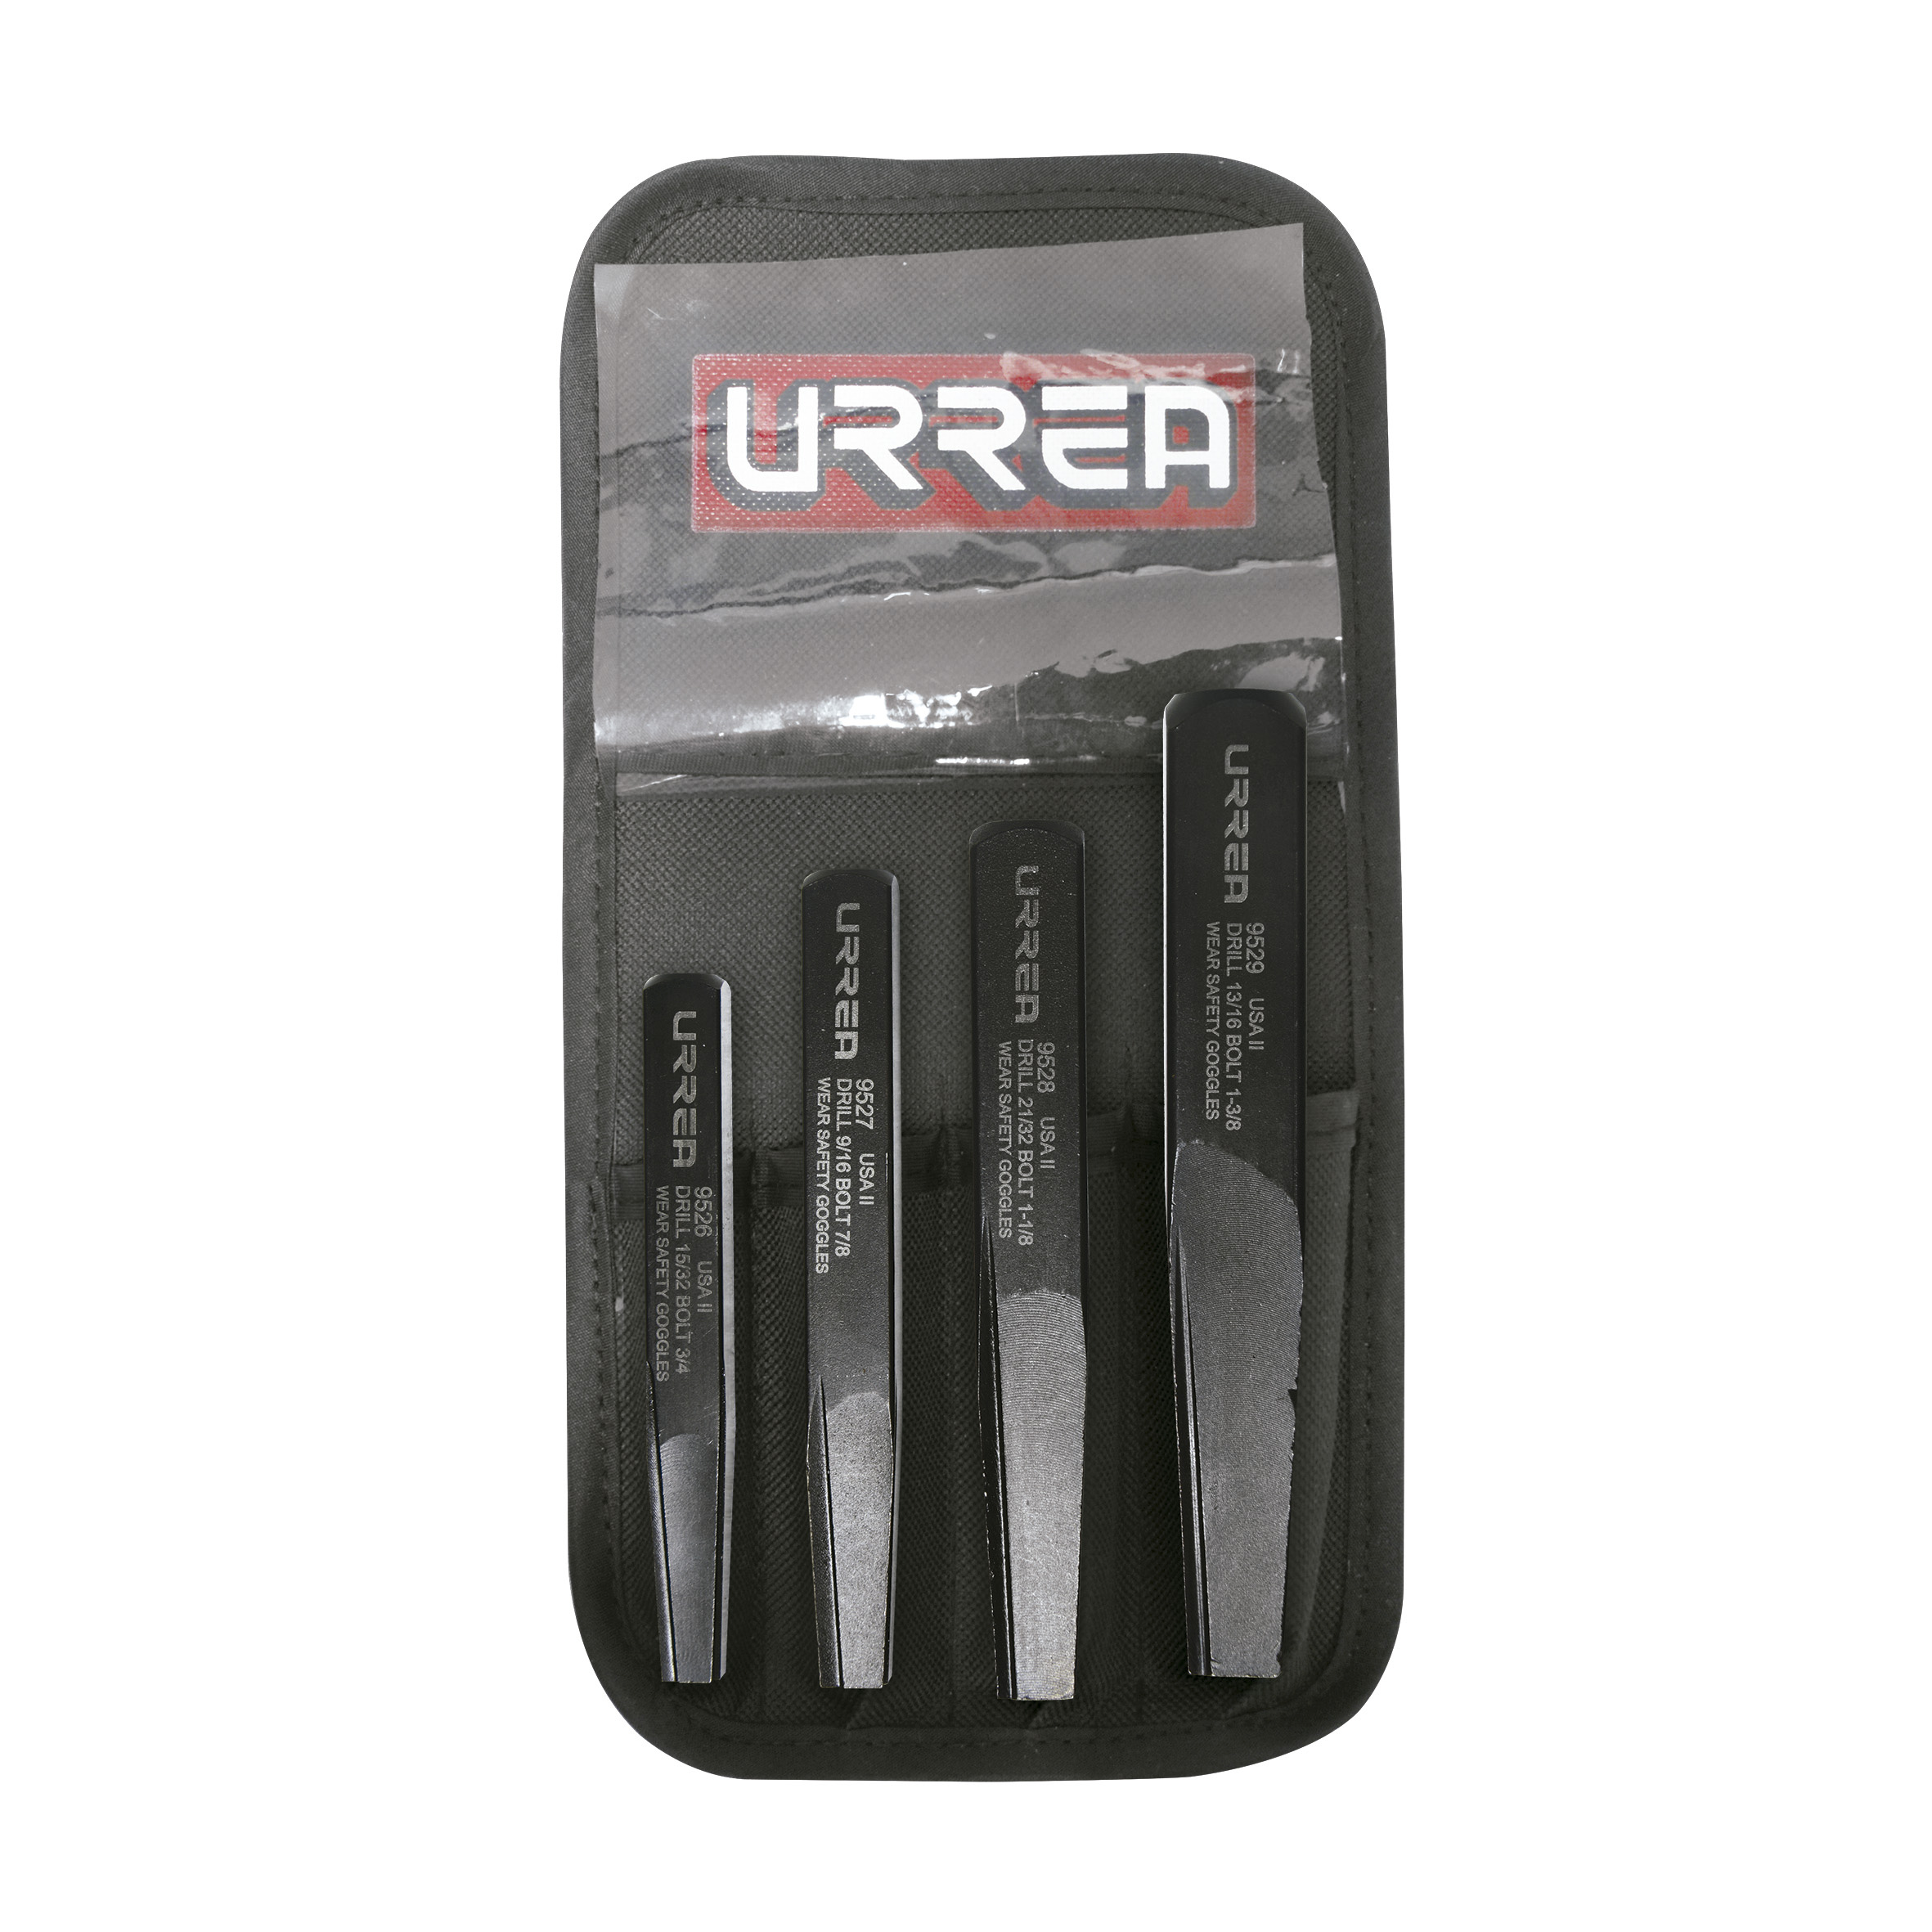 URREA
URREA
9526 USA II
DRILL 15/32 BOLT 3/4
WEAR SAFETY GOGGLES
URREA
9527 USA II
DRILL 9/16 BOLT 7/8
WEAR SAFETY GOGGLES
URREA
9528 USA II
DRILL 21/32 BOLT 1-1/8
WEAR SAFETY GOGGLES
URREA
9529 USA II
DRILL 13/16 BOLT 1-3/8
WEAR SAFETY GOGGLES